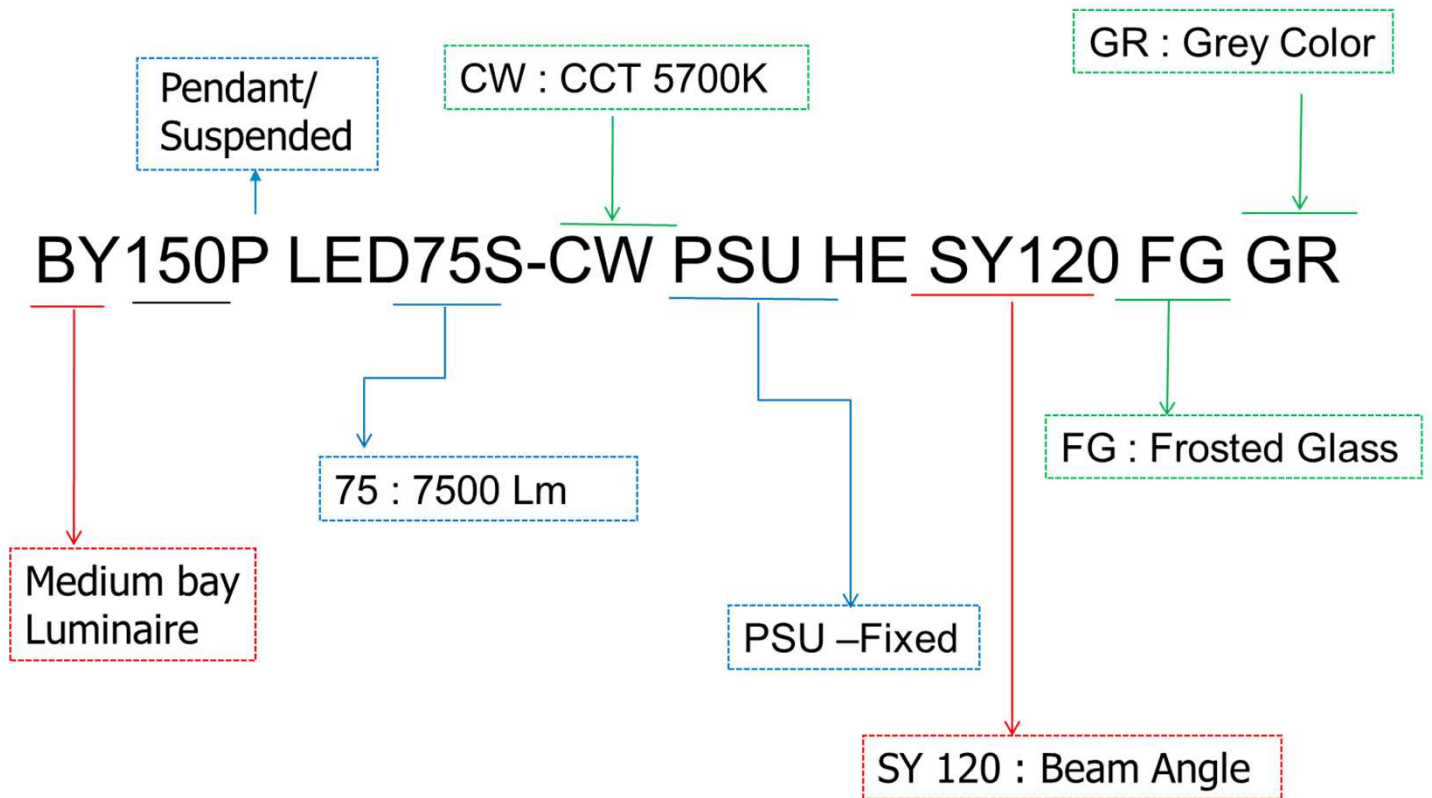 GR : Grey Color
CW : CCT 5700K
Pendant/
Suspended
BY150P LED75S-CW PSU HE SY120 FG GR
FG : Frosted Glass
75 : 7500 Lm
Medium bay
Luminaire
PSU –Fixed
SY 120 : Beam Angle